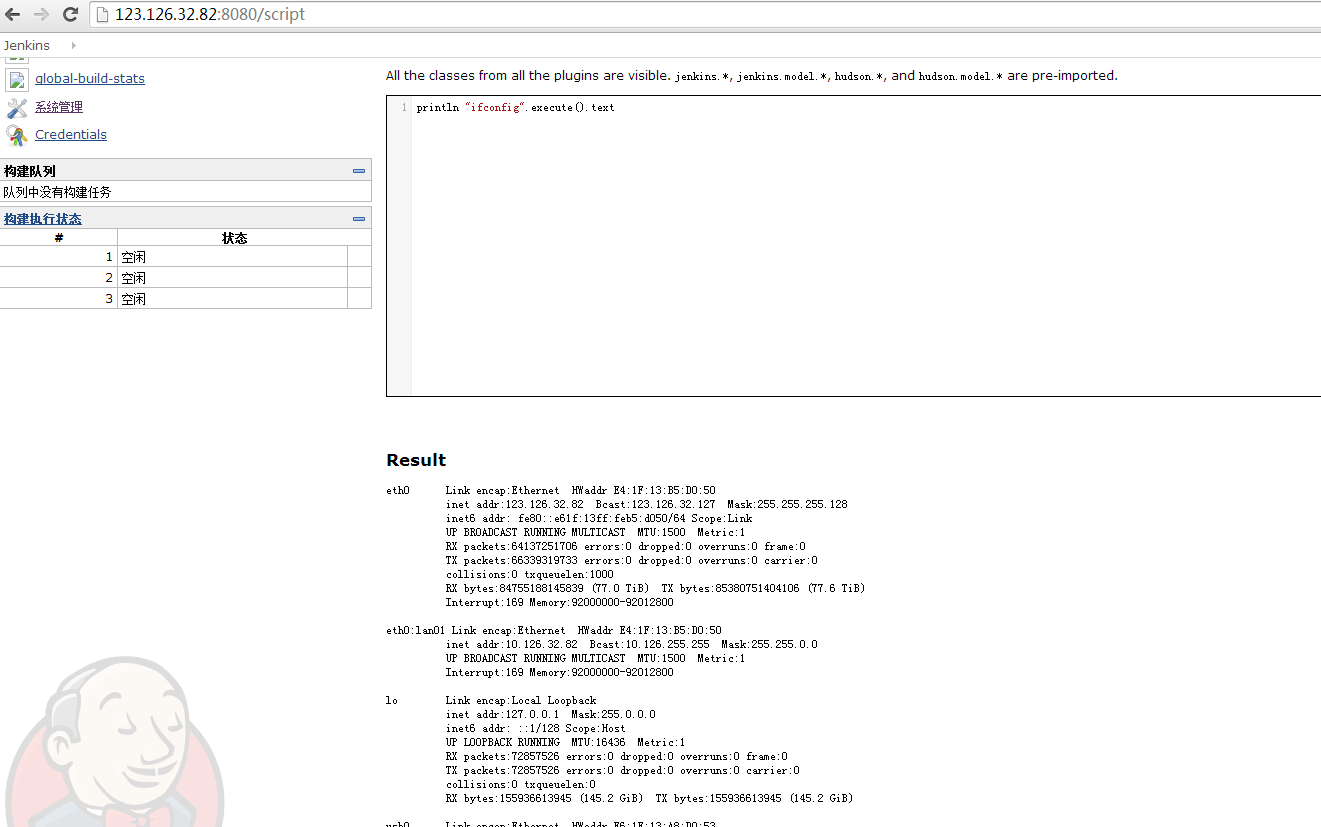 123.126.32.82:8080/script
Jenkins
global-build-stats
系统管理
Credentials
构建队列
队列中没有构建任务
构建执行状态
# 状态
1 空闲
2 空闲
3 空闲
All the classes from all the plugins are visible. jenkins.*, jenkins.model.*, hudson.*, and hudson.model.* are pre-imported.
1 println "ifconfig".execute().text
Result
eth0 Link encap:Ethernet HWaddr E4:1F:13:B5:D0:50
inet addr:123.126.32.82 Bcast:123.126.32.127 Mask:255.255.255.128
inet6 addr: fe80::e61f:13ff:feb5:d050/64 Scope:Link
UP BROADCAST RUNNING MULTICAST MTU:1500 Metric:1
RX packets:64137251706 errors:0 dropped:0 overruns:0 frame:0
TX packets:66339319733 errors:0 dropped:0 overruns:0 carrier:0
collisions:0 txqueuelen:1000
RX bytes:84755188145839 (77.0 TiB) TX bytes:85380751404106 (77.6 TiB)
Interrupt:169 Memory:92000000-92012800
eth0:lan01 Link encap:Ethernet HWaddr E4:1F:13:B5:D0:50
inet addr:10.126.32.82 Bcast:10.126.255.255 Mask:255.255.0.0
UP BROADCAST RUNNING MULTICAST MTU:1500 Metric:1
Interrupt:169 Memory:92000000-92012800
lo Link encap:Local Loopback
inet addr:127.0.0.1 Mask:255.0.0.0
inet6 addr: ::1/128 Scope:Host
UP LOOPBACK RUNNING MTU:16436 Metric:1
RX packets:72857526 errors:0 dropped:0 overruns:0 frame:0
TX packets:72857526 errors:0 dropped:0 overruns:0 carrier:0
collisions:0 txqueuelen:0
RX bytes:155936613945 (145.2 GiB) TX bytes:155936613945 (145.2 GiB)
usb0 Link encap:Ethernet HWaddr E6:1F:13:A8:D0:53